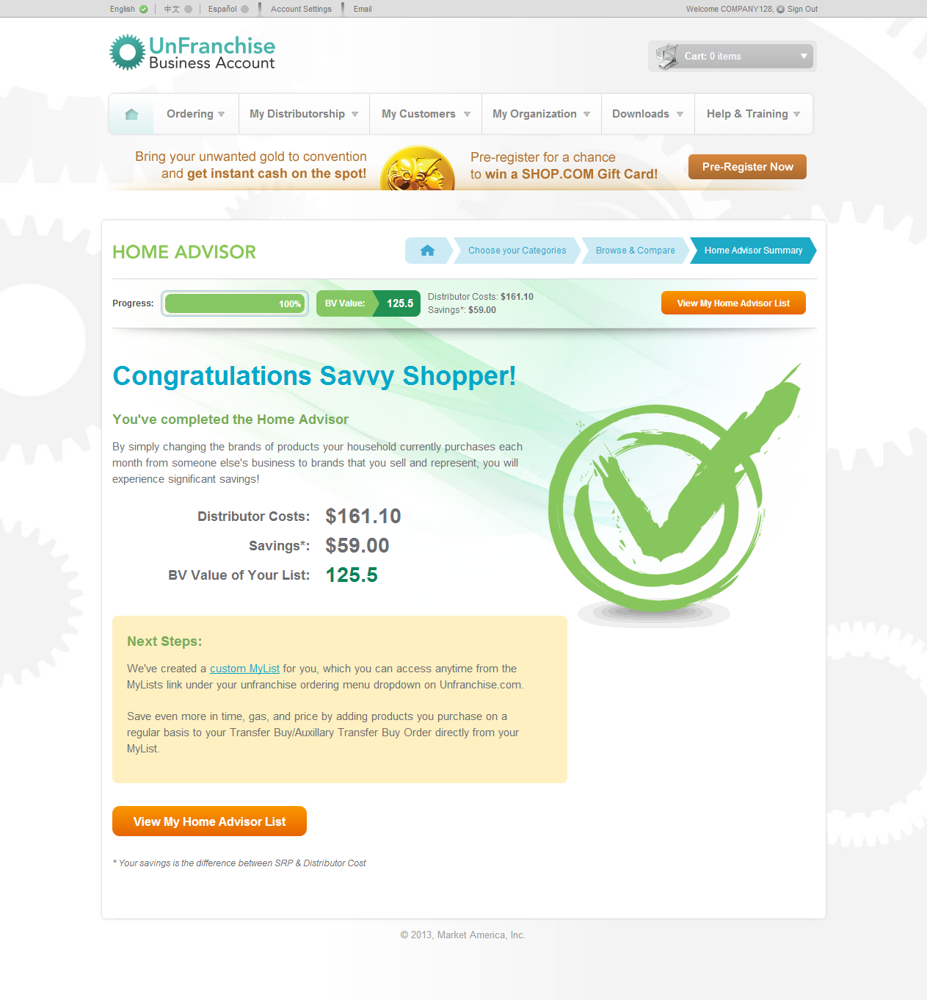 English 中文 Español Account Settings Email Welcome COMPANY128, Sign Out
UnFranchise
Business Account
Cart: 0 items
Ordering My Distributorship My Customers My Organization Downloads Help & Training
Bring your unwanted gold to convention
and get instant cash on the spot!
Pre-register for a chance
to win a SHOP.COM Gift Card!
Pre-Register Now
HOME ADVISOR
Choose your Categories Browse & Compare Home Advisor Summary
Progress: 100% BV Value: 125.5
Distributor Costs: $161.10
Savings*: $59.00
View My Home Advisor List
Congratulations Savvy Shopper!
You've completed the Home Advisor
By simply changing the brands of products your household currently purchases each
month from someone else's business to brands that you sell and represent, you will
experience significant savings!
Distributor Costs: $161.10
Savings*: $59.00
BV Value of Your List: 125.5
Next Steps:
We've created a custom MyList for you, which you can access anytime from the
MyLists link under your unfranchise ordering menu dropdown on Unfranchise.com.
Save even more in time, gas, and price by adding products you purchase on a
regular basis to your Transfer Buy/Auxillary Transfer Buy Order directly from your
MyList.
View My Home Advisor List
* Your savings is the difference between SRP & Distributor Cost
© 2013, Market America, Inc.